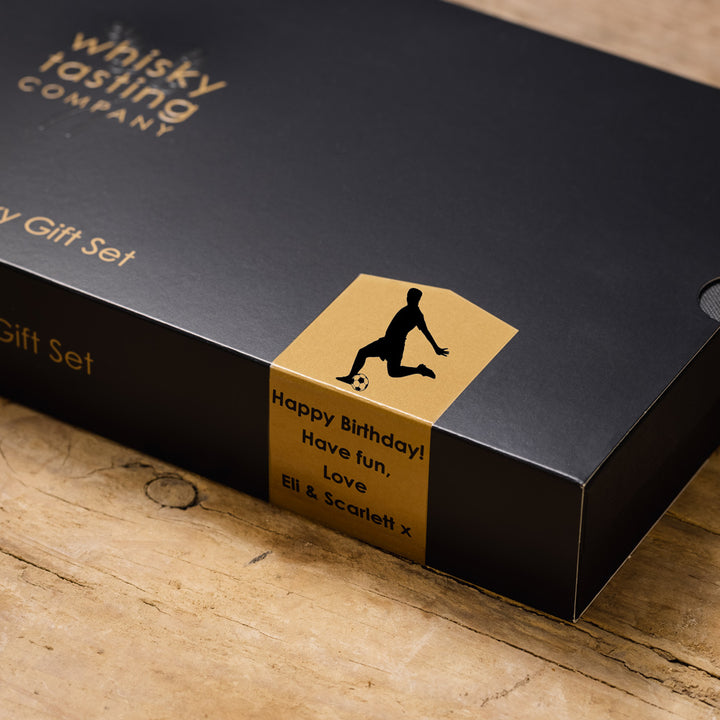 whisky
tasting
COMPANY
Gift Set
Gift Set
Happy Birthday!
Have fun,
Love
Eli & Scarlett x